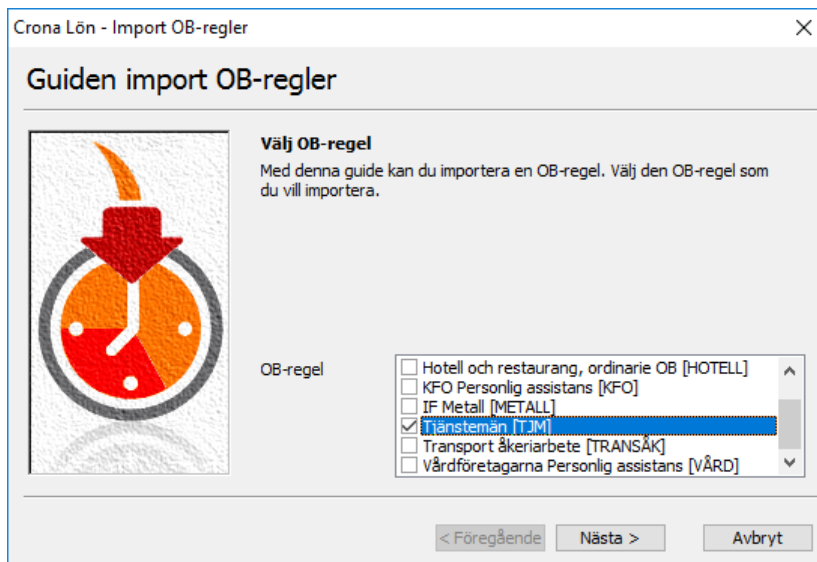 Crona Lön - Import OB-regler
Guiden import OB-regler
Välj OB-regel
Med denna guide kan du importera en OB-regel. Välj den OB-regel som
du vill importera.
OB-regel
Hotell och restaurang, ordinarie OB [HOTELL]
KFO Personlig assistans [KFO]
IF Metall [METALL]
Tjänstemän [TJM]
Transport åkeriarbete [TRANSÅK]
Vårdföretagarna Personlig assistans [VÅRD]
< Föregående Nästa > Avbryt